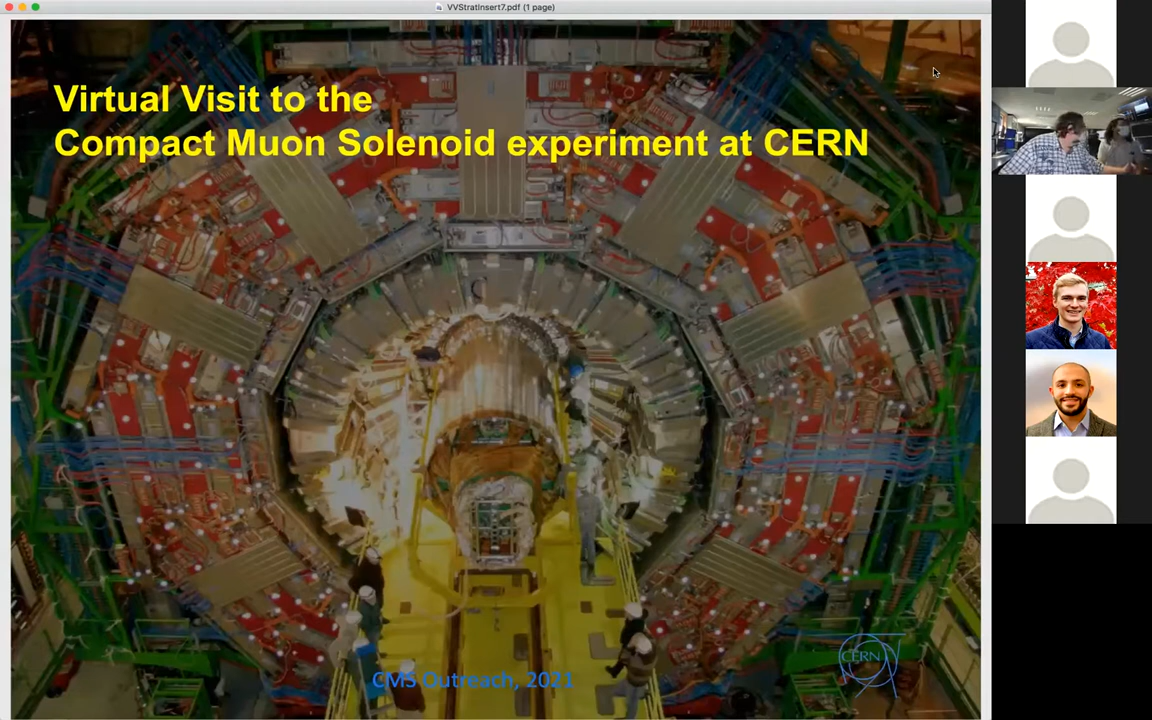 VVStratInsert7.pdf (1 page)
Virtual Visit to the
Compact Muon Solenoid experiment at CERN
CERN
CMS Outreach, 2021